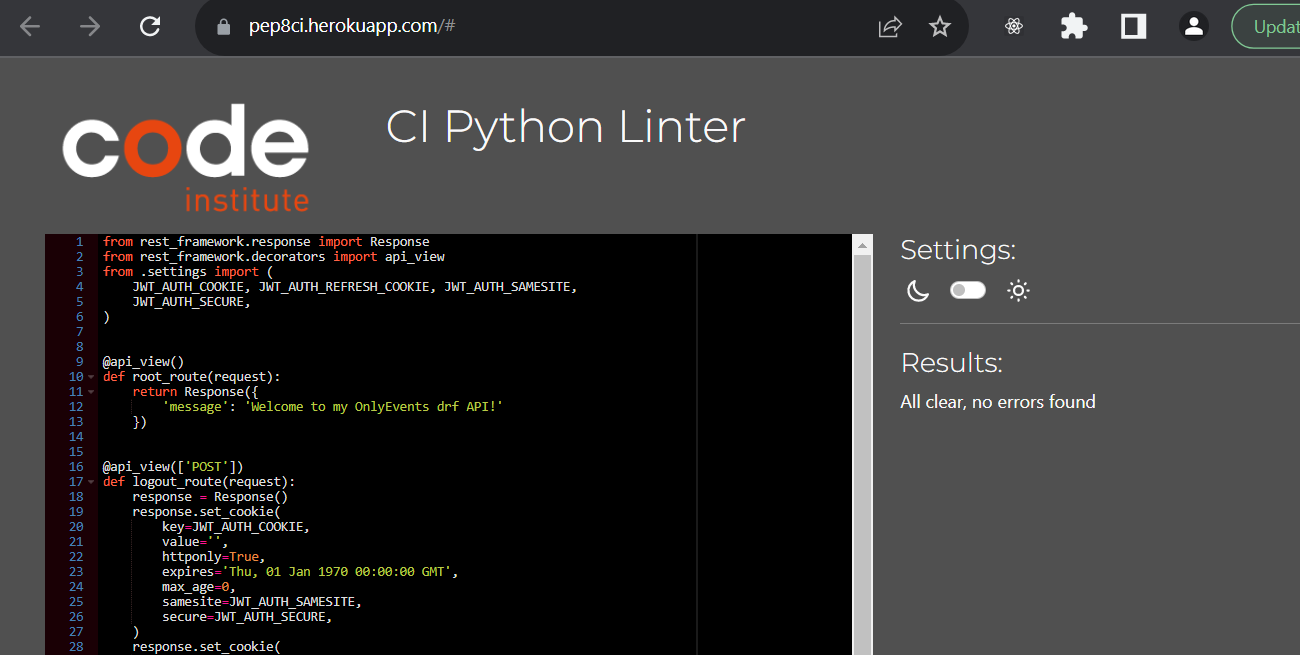 pep8ci.herokuapp.com/#
Updat
code
institute
CI Python Linter
1 from rest_framework.response import Response
2 from rest_framework.decorators import api_view
3 from .settings import (
4     JWT_AUTH_COOKIE, JWT_AUTH_REFRESH_COOKIE, JWT_AUTH_SAMESITE,
5     JWT_AUTH_SECURE,
6 )
7
8
9 @api_view()
10 def root_route(request):
11     return Response({
12         'message': 'Welcome to my OnlyEvents drf API!'
13     })
14
15
16 @api_view(['POST'])
17 def logout_route(request):
18     response = Response()
19     response.set_cookie(
20         key=JWT_AUTH_COOKIE,
21         value='',
22         httponly=True,
23         expires='Thu, 01 Jan 1970 00:00:00 GMT',
24         max_age=0,
25         samesite=JWT_AUTH_SAMESITE,
26         secure=JWT_AUTH_SECURE,
27     )
28     response.set_cookie(
Settings:
Results:
All clear, no errors found